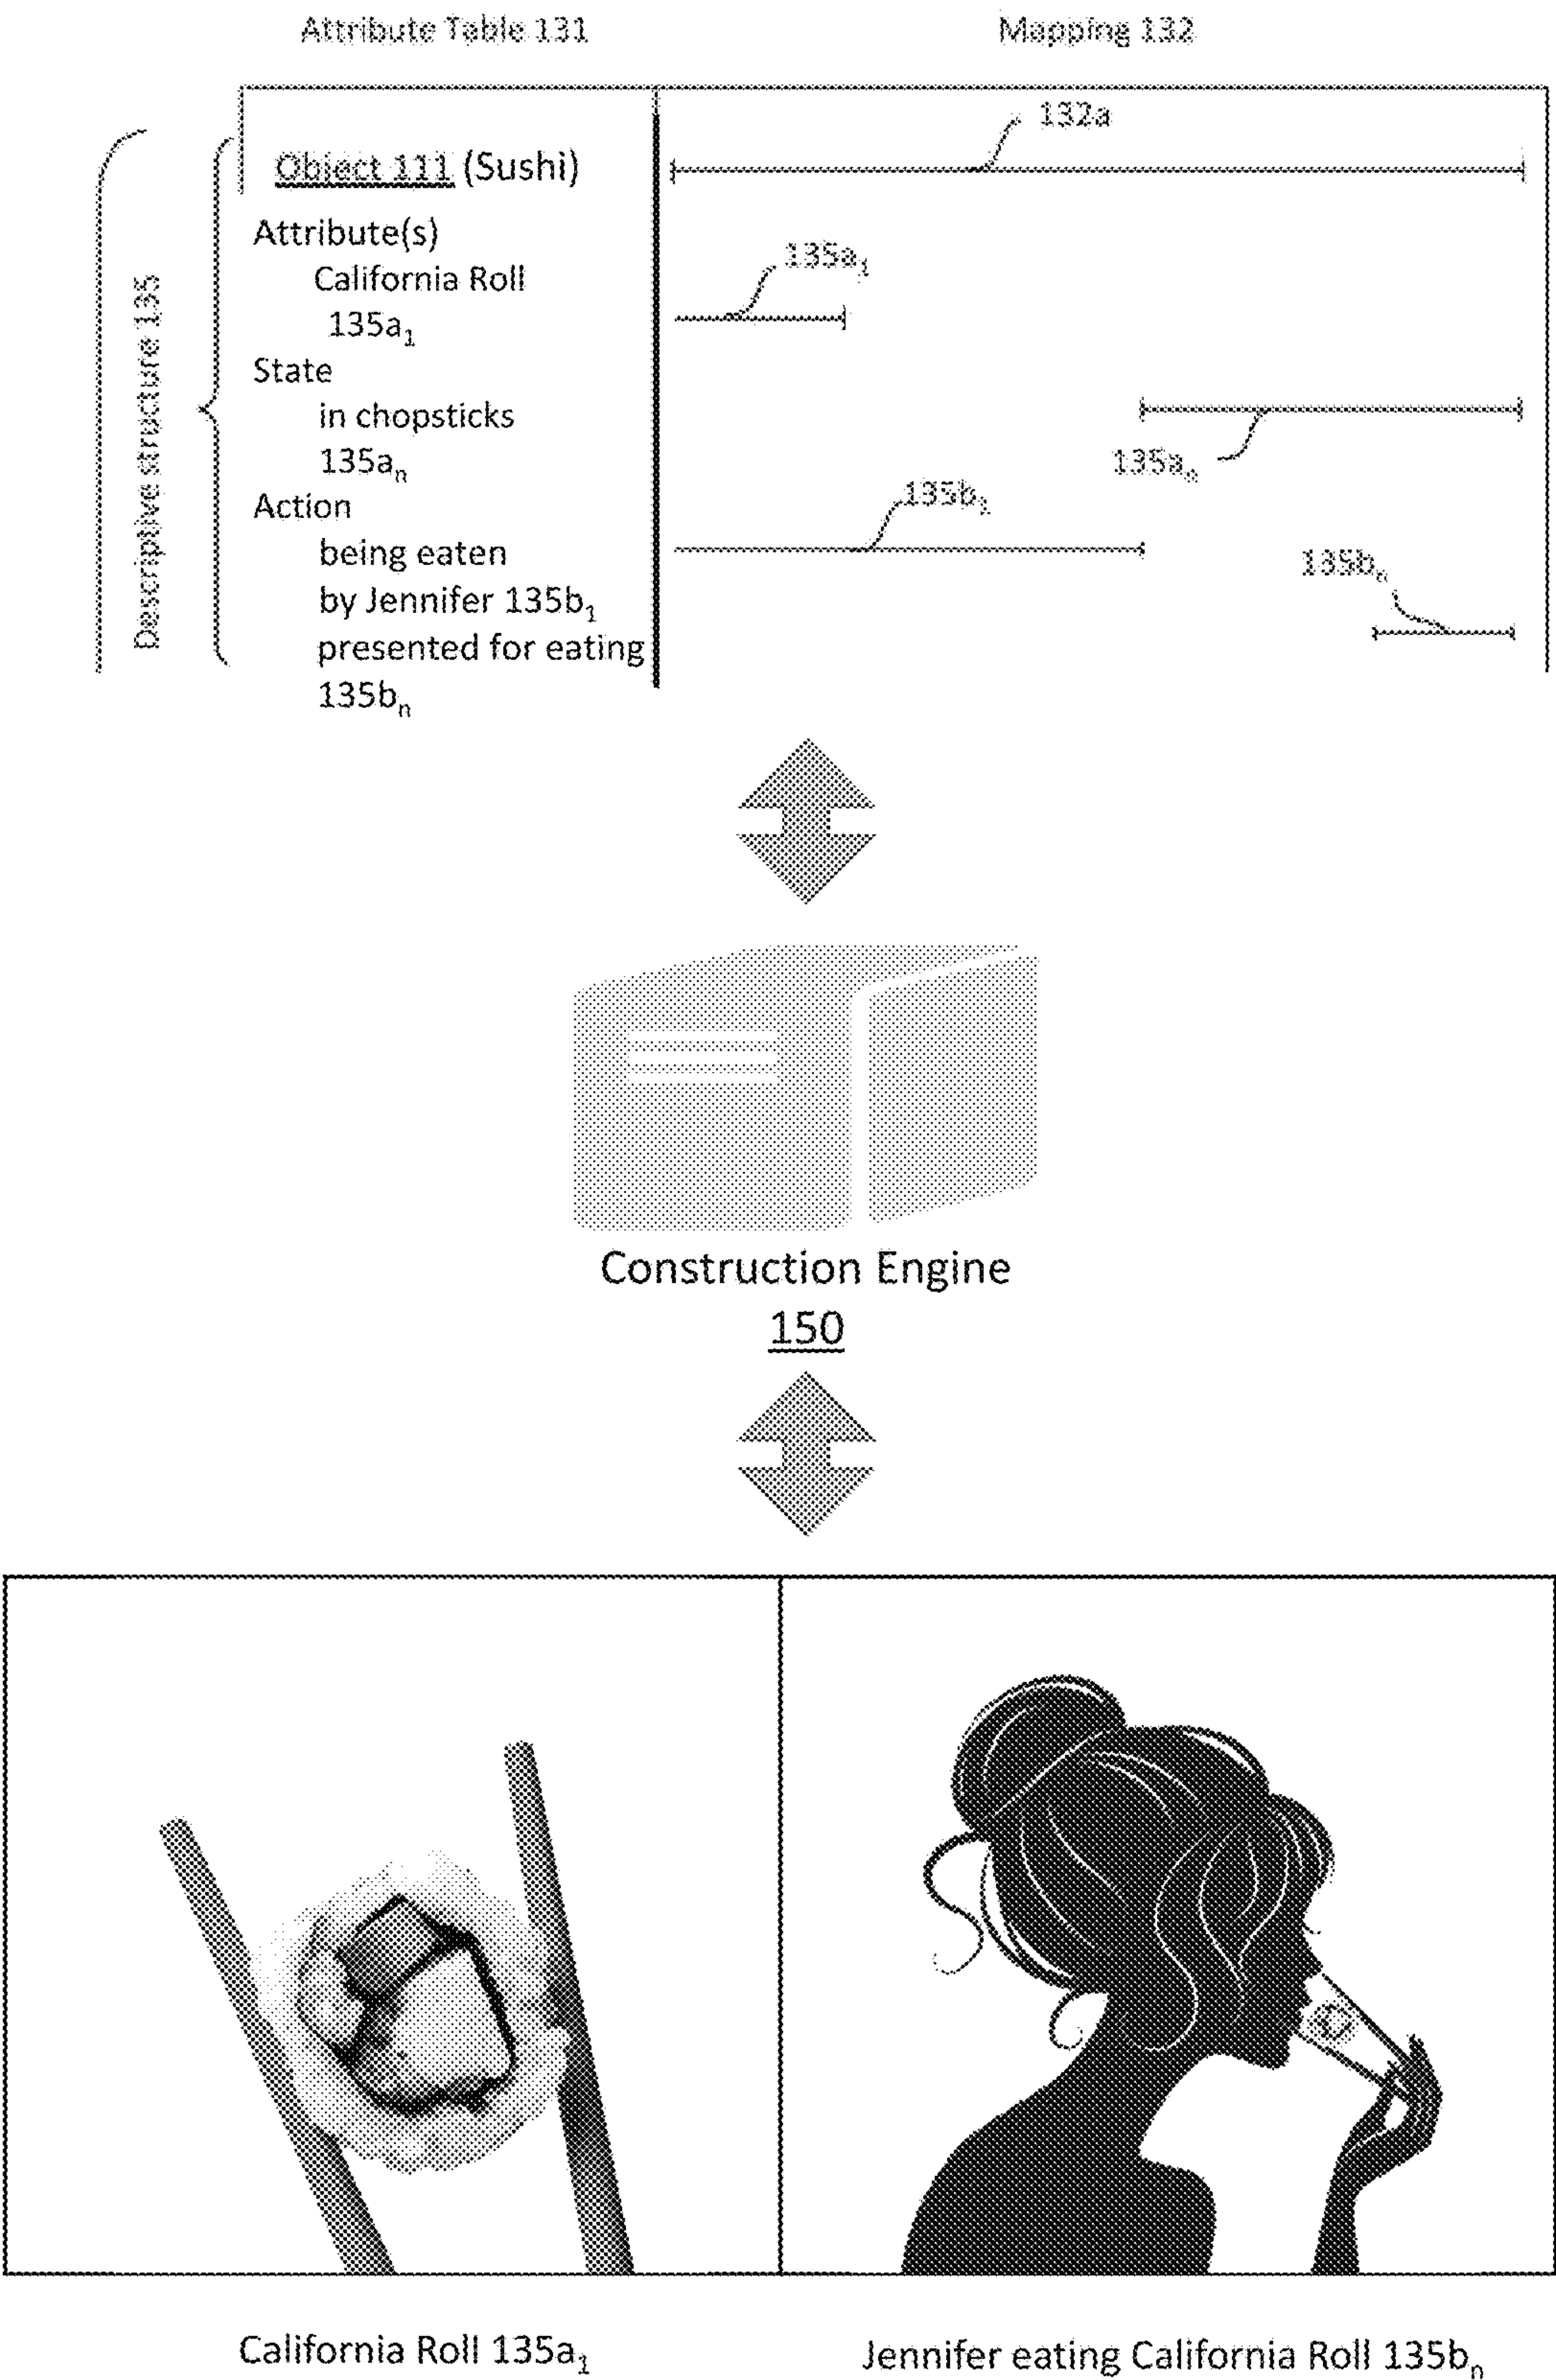 Attribute Table 131
Mapping 132
Descriptive structure 135
Object 111 (Sushi)
132a
Attribute(s)
California Roll
135a₁
135a₁
State
in chopsticks
135aₙ
135aₙ
Action
135b₁
being eaten
by Jennifer 135b₁
135bₙ
presented for eating
135bₙ
Construction Engine
150
California Roll 135a₁
Jennifer eating California Roll 135bₙ